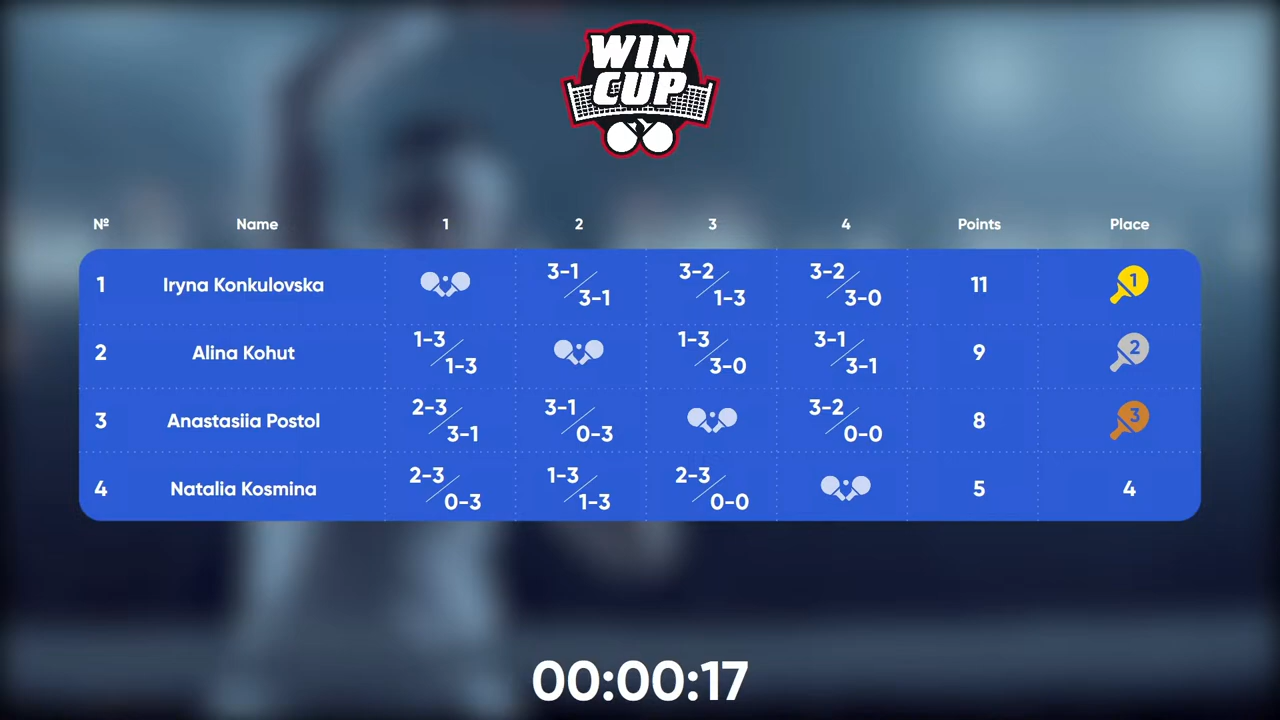 WIN
CUP
№ Name 1 2 3 4 Points Place
1 Iryna Konkulovska 3-1 / 3-1 3-2 / 1-3 3-2 / 3-0 11 1
2 Alina Kohut 1-3 / 1-3 1-3 / 3-0 3-1 / 3-1 9 2
3 Anastasiia Postol 2-3 / 3-1 3-1 / 0-3 3-2 / 0-0 8 3
4 Natalia Kosmina 2-3 / 0-3 1-3 / 1-3 2-3 / 0-0 5 4
00:00:17